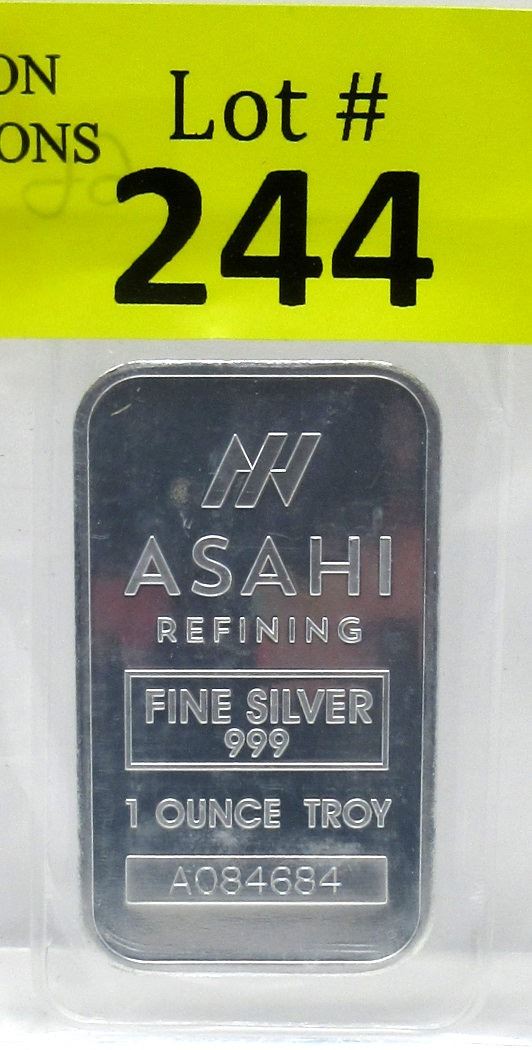 ON
ONS
Lot #
244
ASAHI
REFINING
FINE SILVER
999
1 OUNCE TROY
A084684